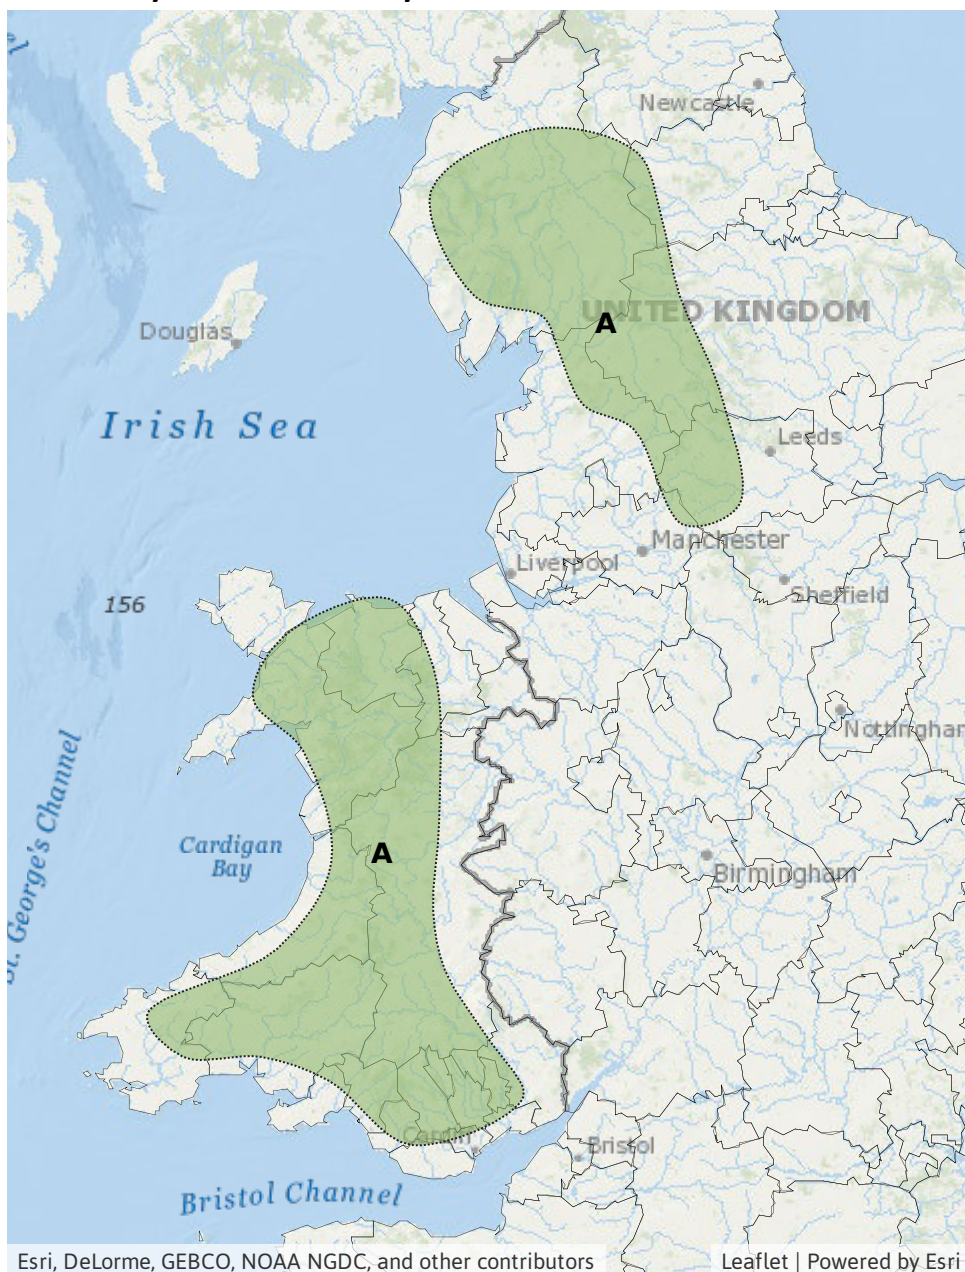 Newcastle
UNITED KINGDOM
A
Douglas
Irish Sea
Leeds
Manchester
Liverpool
Sheffield
156
Nottingham
St. George's Channel
Cardigan
Bay
A
Birmingham
Cardiff
Bristol
Bristol Channel
Esri, DeLorme, GEBCO, NOAA NGDC, and other contributors
Leaflet | Powered by Esri